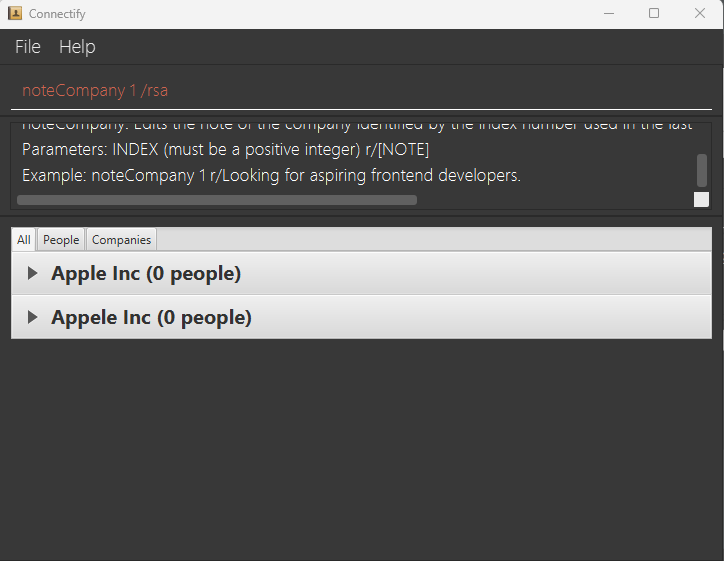 Connectify
File Help
noteCompany 1 /rsa
noteCompany: Edits the note of the company identified by the index number used in the last
Parameters: INDEX (must be a positive integer) r/[NOTE]
Example: noteCompany 1 r/Looking for aspiring frontend developers.
All People Companies
Apple Inc (0 people)
Appele Inc (0 people)